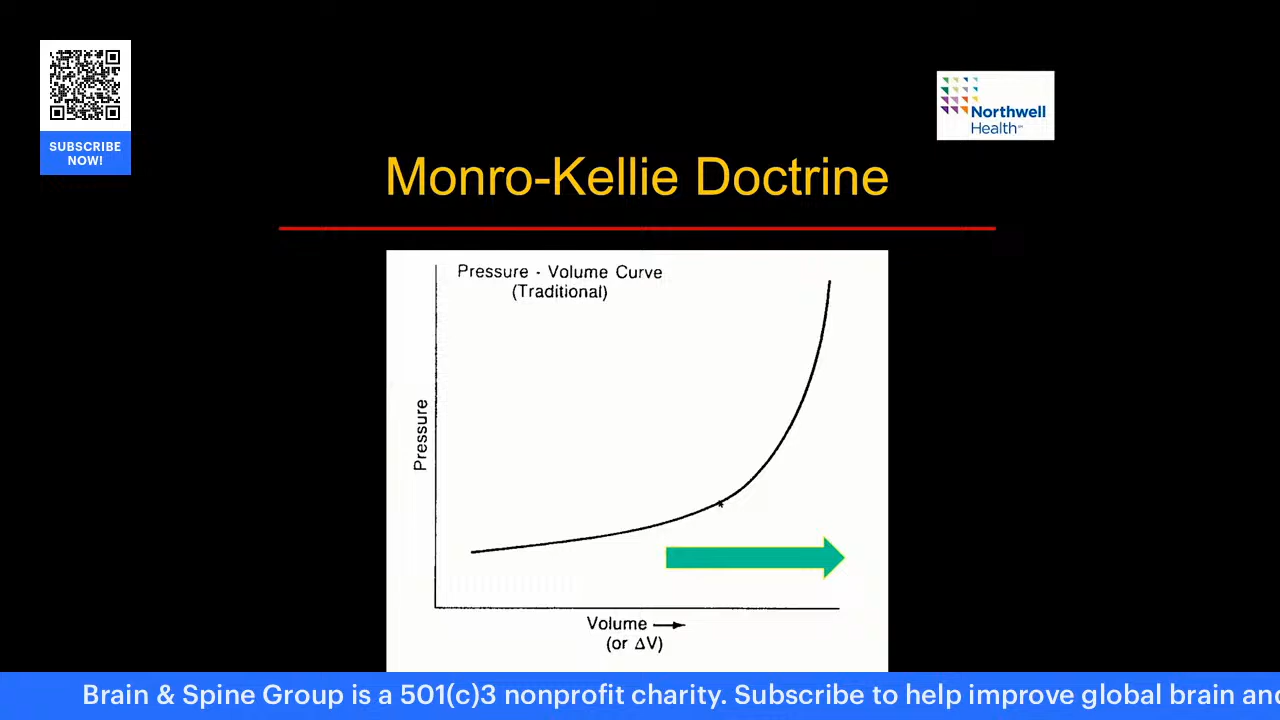 SUBSCRIBE
NOW!
Northwell
Health
Monro-Kellie Doctrine
Pressure - Volume Curve
(Traditional)
Pressure
*
Volume →
(or ΔV)
Brain & Spine Group is a 501(c)3 nonprofit charity. Subscribe to help improve global brain and